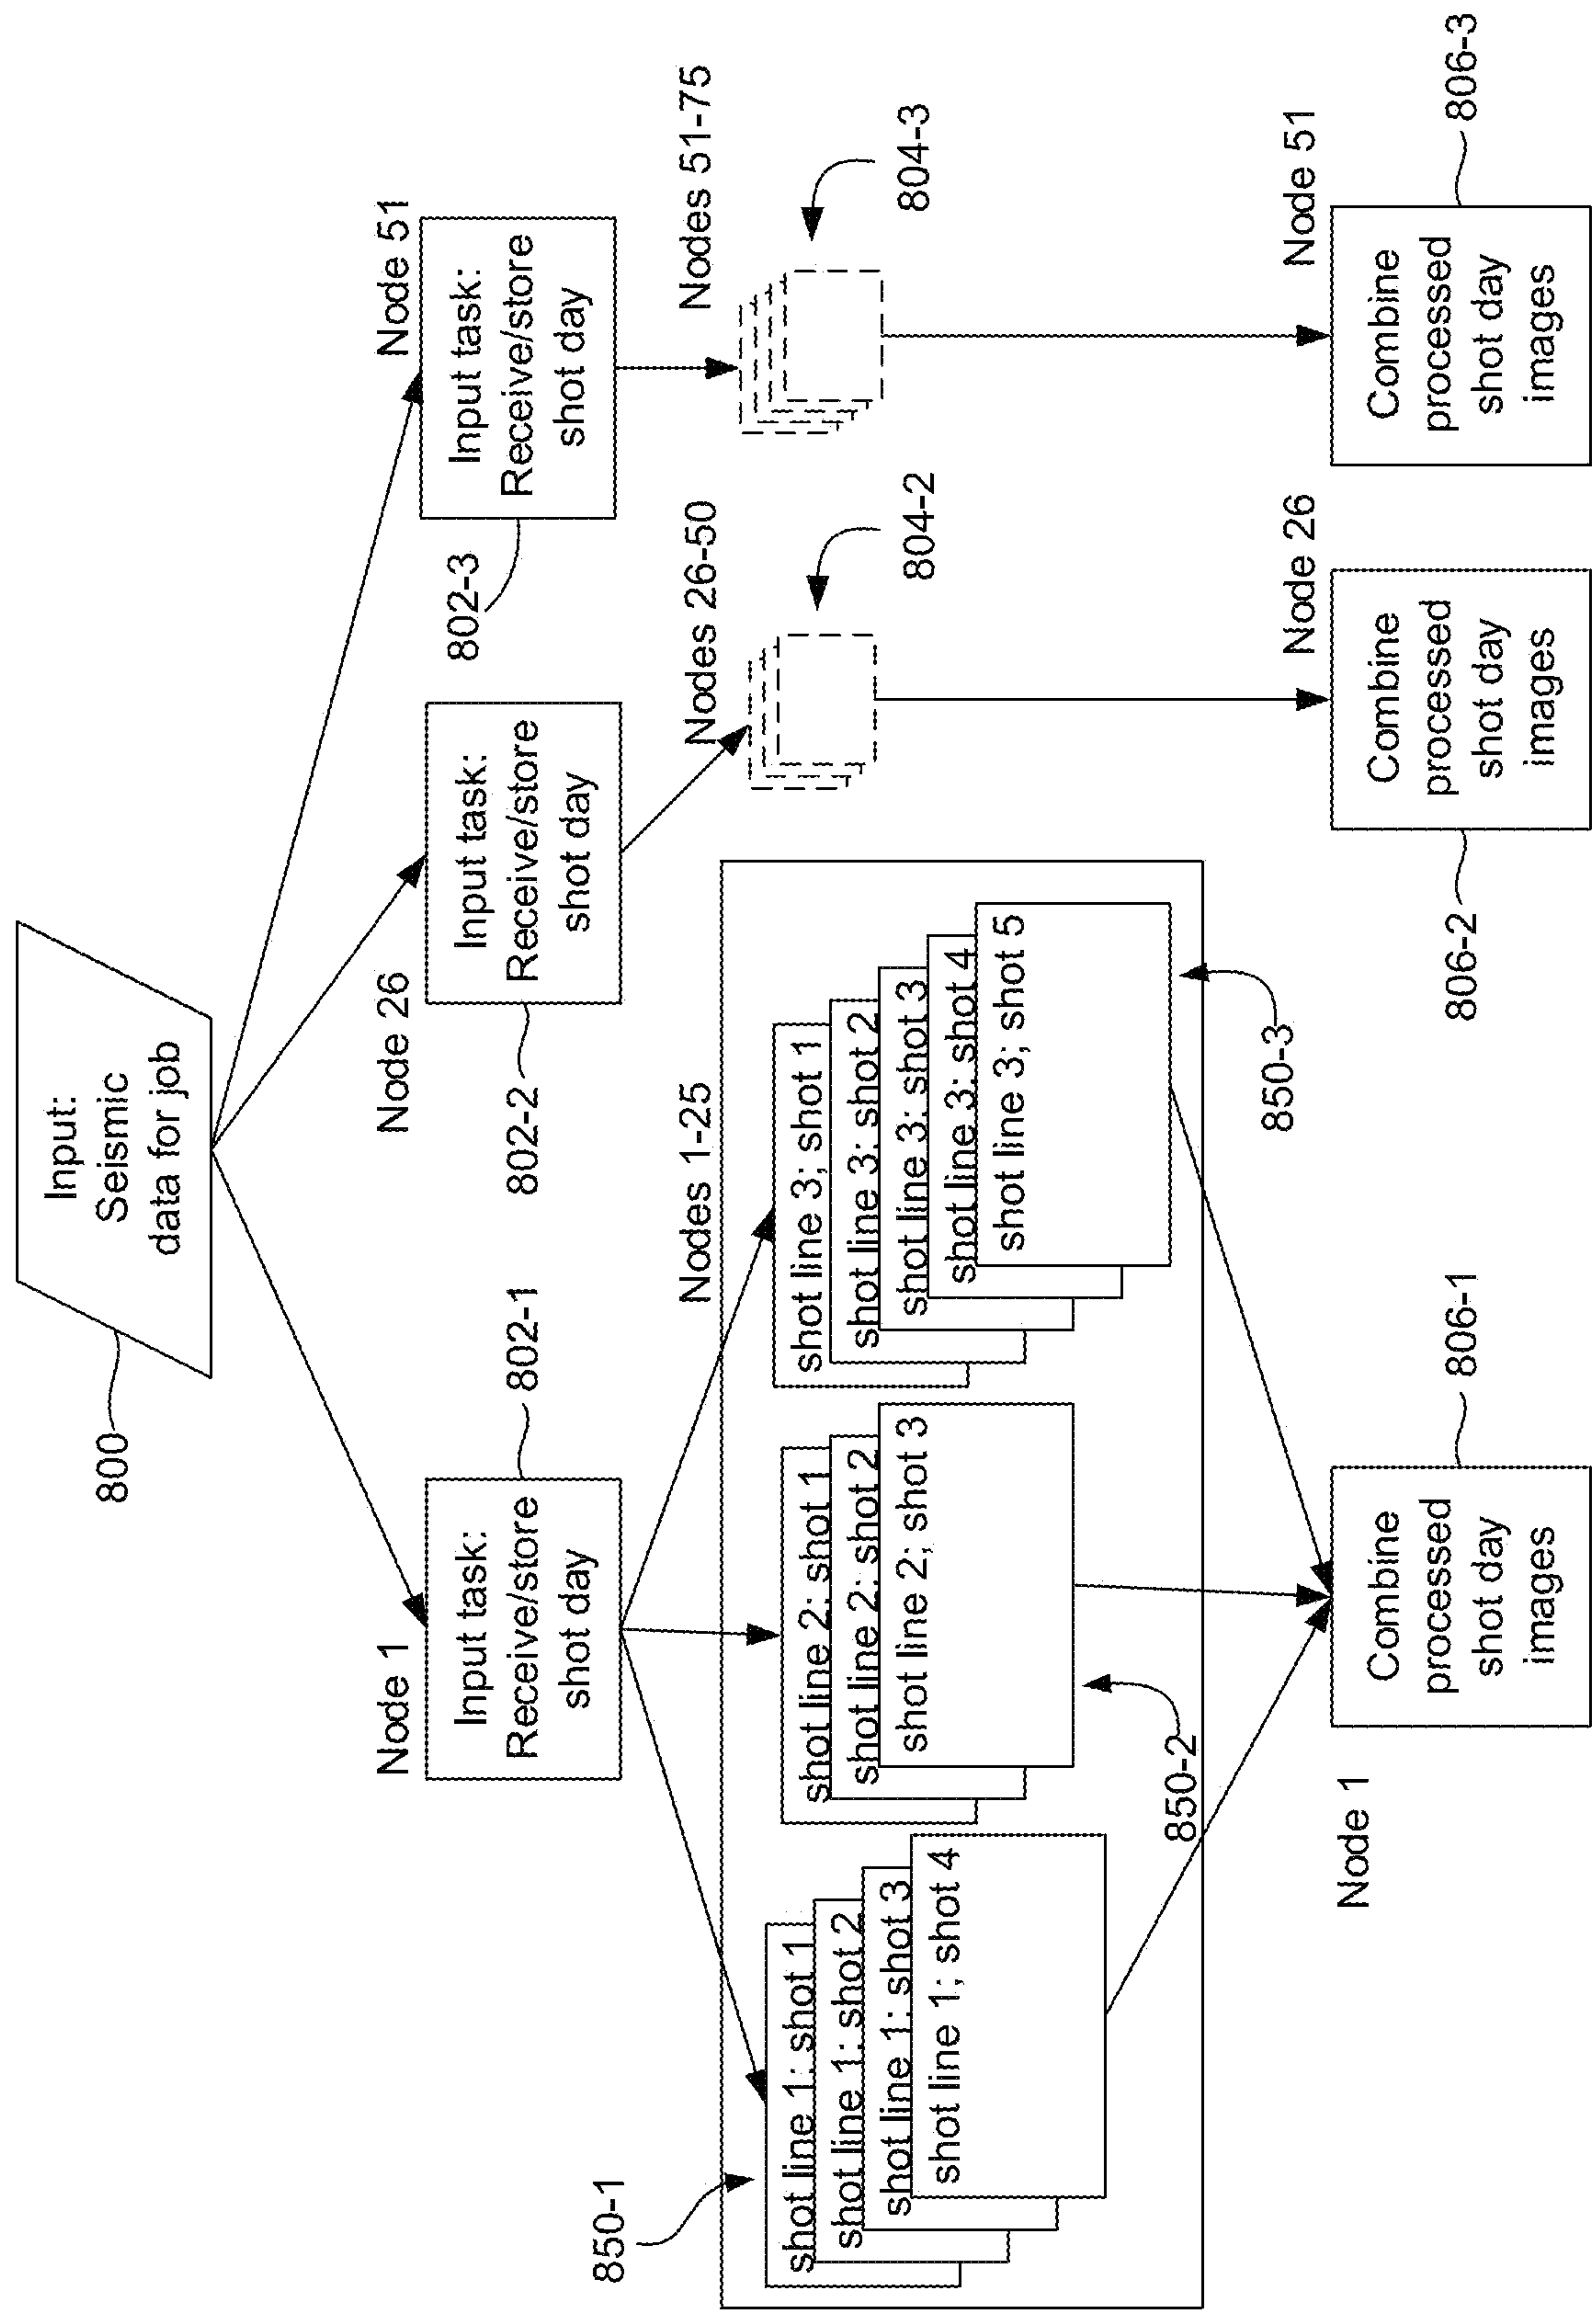 Input:
Seismic
data for job
800
Node 1
Input task:
Receive/store
shot day
802-1
Node 26
Input task:
Receive/store
shot day
802-2
Node 51
Input task:
Receive/store
shot day
802-3
Nodes 1-25
850-1
shot line 1; shot 1
shot line 1; shot 2
shot line 1; shot 3
shot line 1; shot 4
shot line 2; shot 1
shot line 2; shot 2
shot line 2; shot 3
850-2
shot line 3; shot 1
shot line 3; shot 2
shot line 3; shot 3
shot line 3; shot 4
shot line 3; shot 5
850-3
Nodes 26-50
804-2
Nodes 51-75
804-3
Node 1
Combine
processed
shot day
images
806-1
Node 26
Combine
processed
shot day
images
806-2
Node 51
Combine
processed
shot day
images
806-3